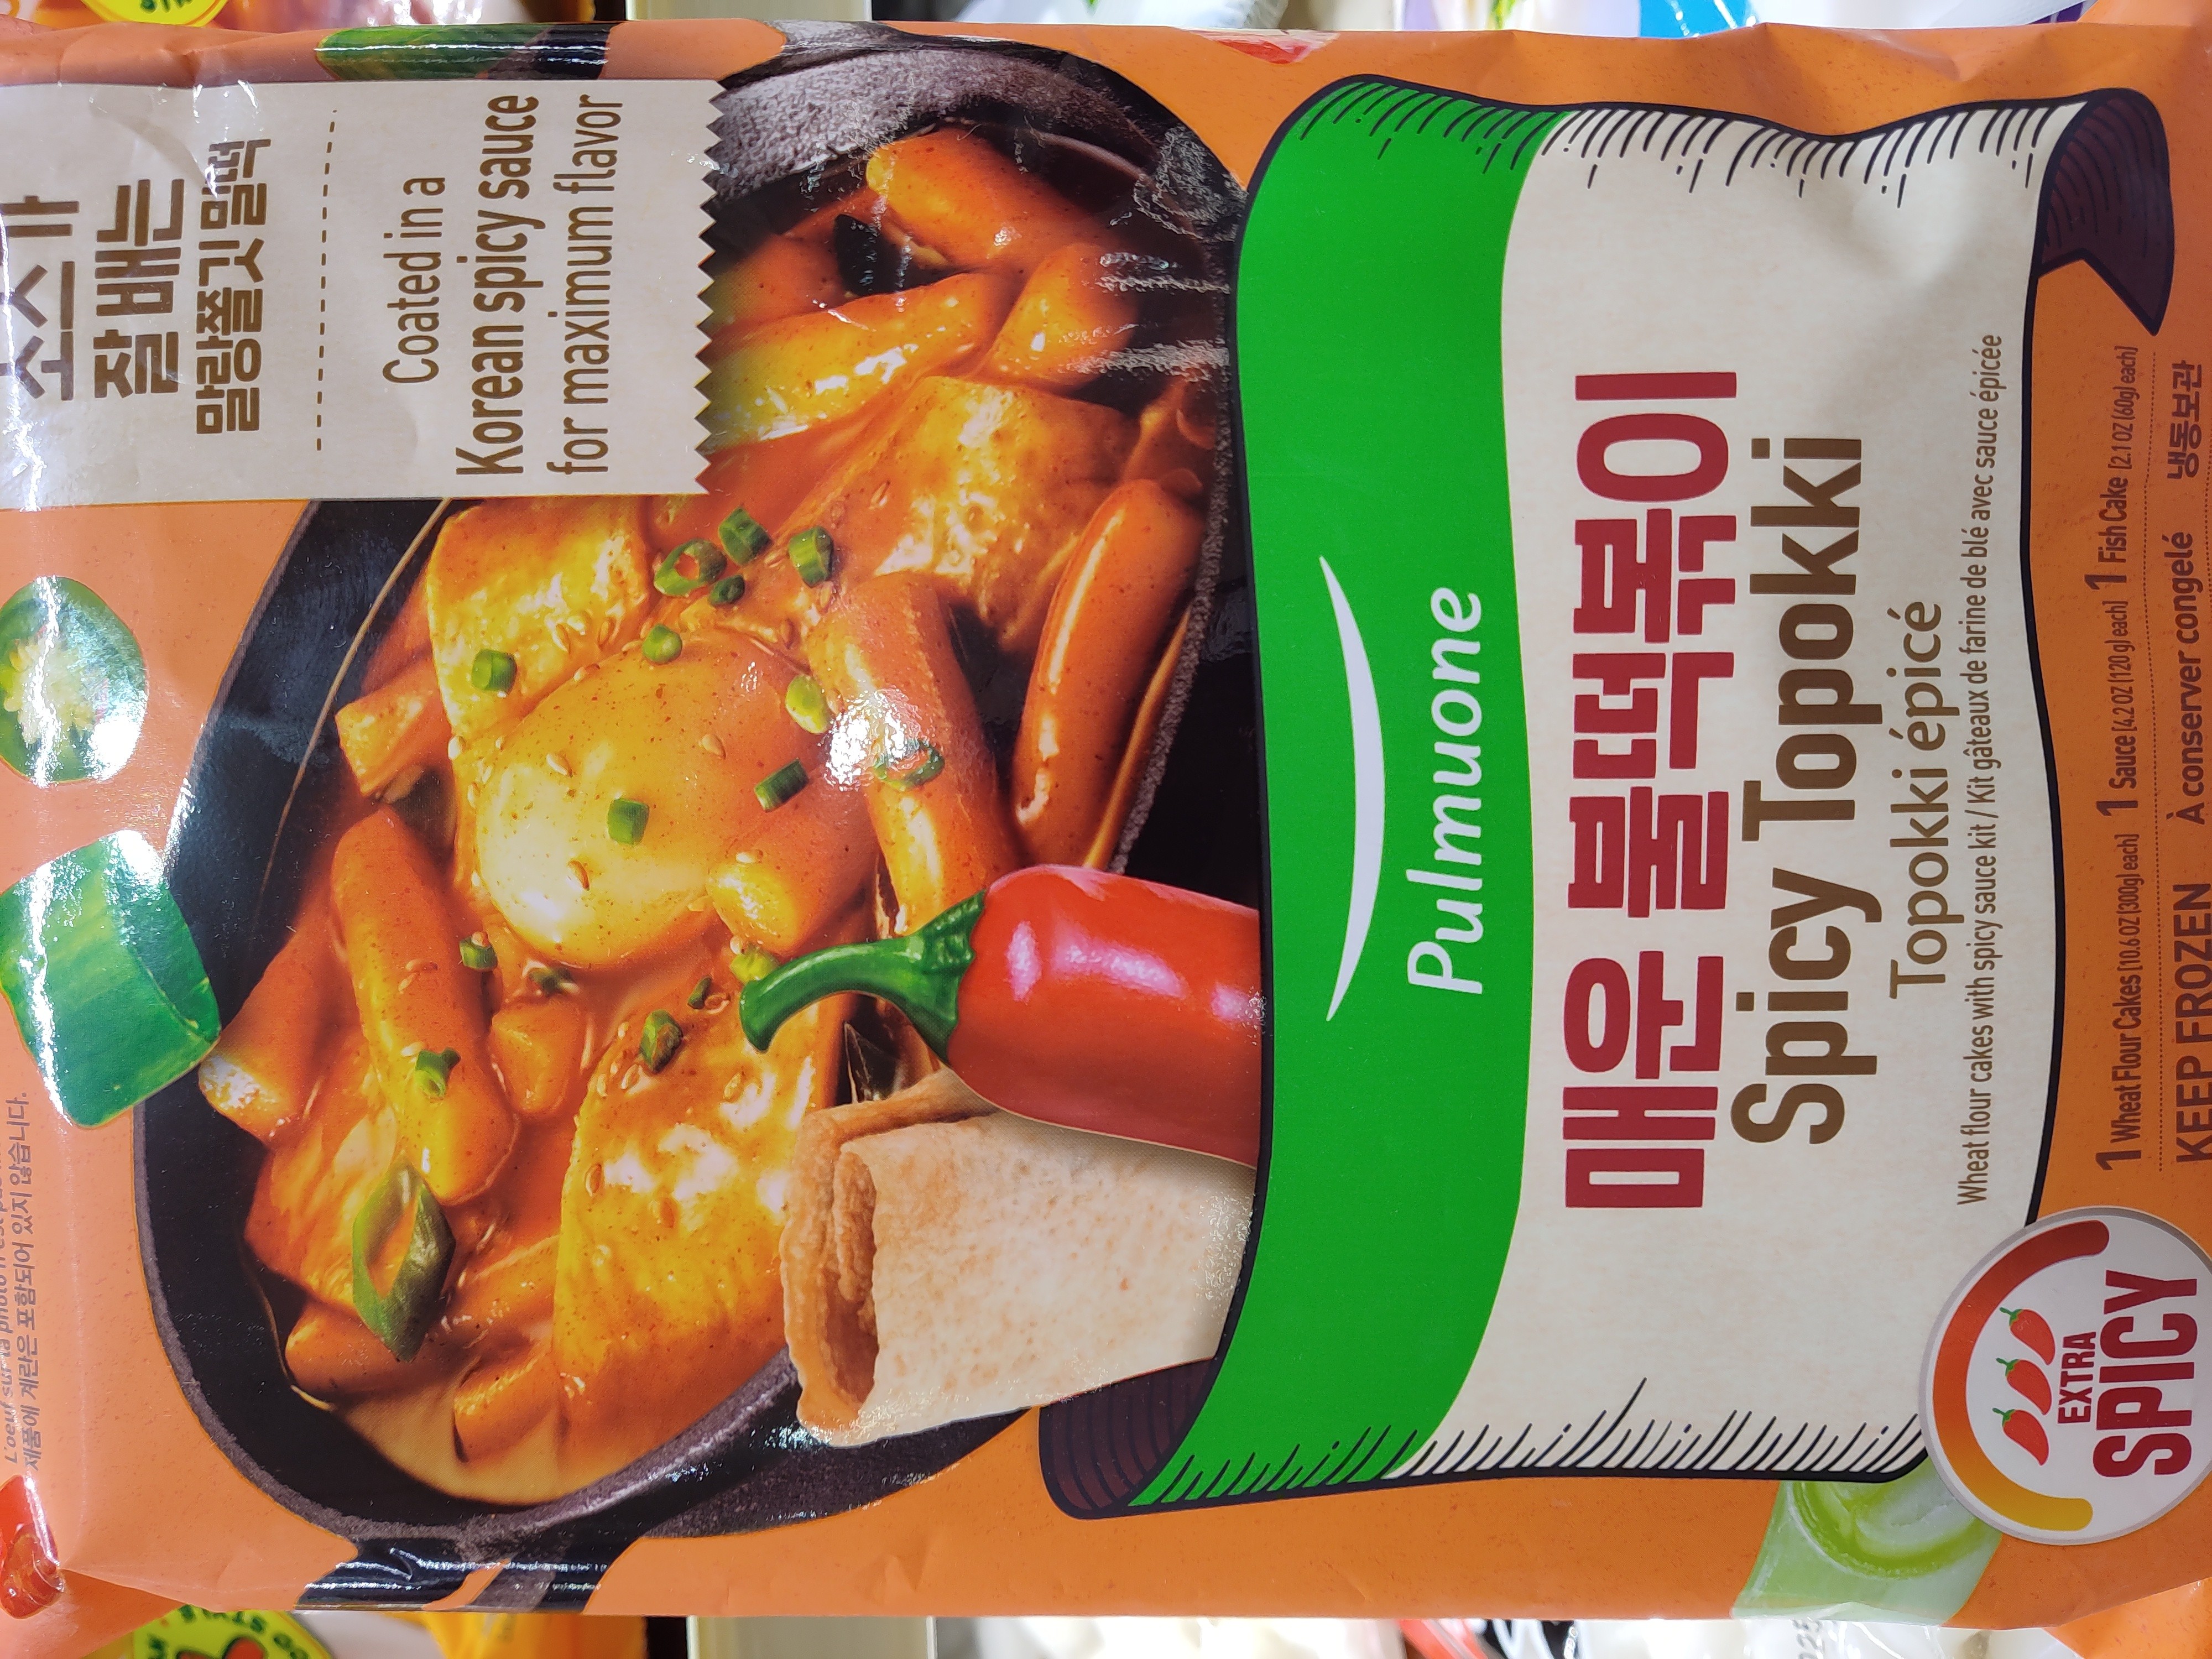 소스가
잘 배는
말랑쫄깃 밀떡
Coated in a
Korean spicy sauce
for maximum flavor
제품에 계란은 포함되어 있지 않습니다.
Pulmuone
매운 불떡볶이
Spicy Topokki
Topokki épicé
Wheat flour cakes with spicy sauce kit / Kit gâteaux de farine de blé avec sauce épicée
1 Wheat Flour Cakes [10.6 OZ (300g) each] 1 Sauce [4.2 OZ (120 g) each] 1 Fish Cake [2.1 OZ (60g) each]
KEEP FROZEN À conserver congelé 냉동보관
EXTRA
SPICY